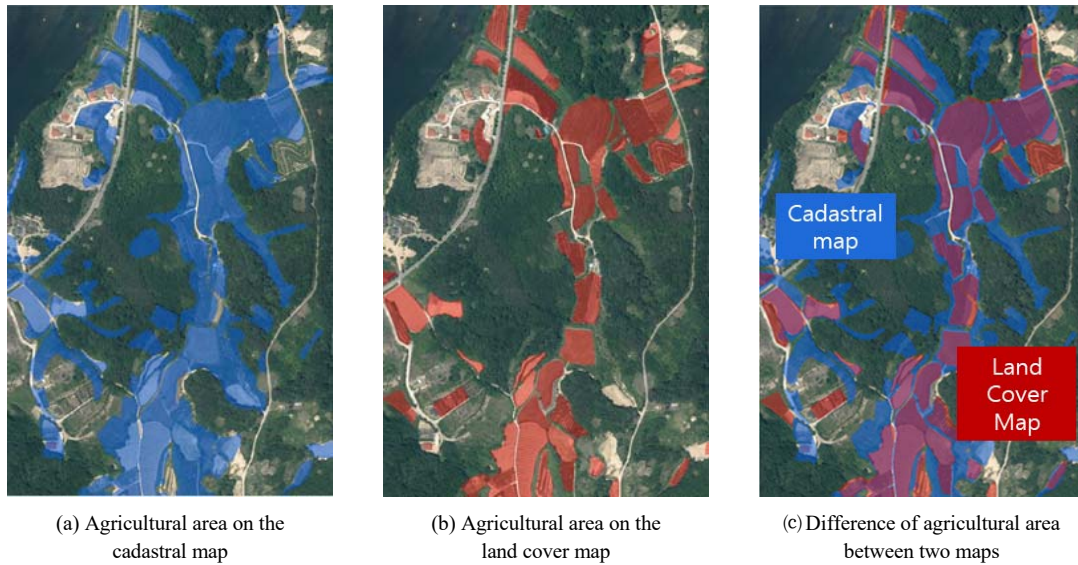 Cadastral
map
Land
Cover
Map
(a) Agricultural area on the
cadastral map
(b) Agricultural area on the
land cover map
(c) Difference of agricultural area
between two maps